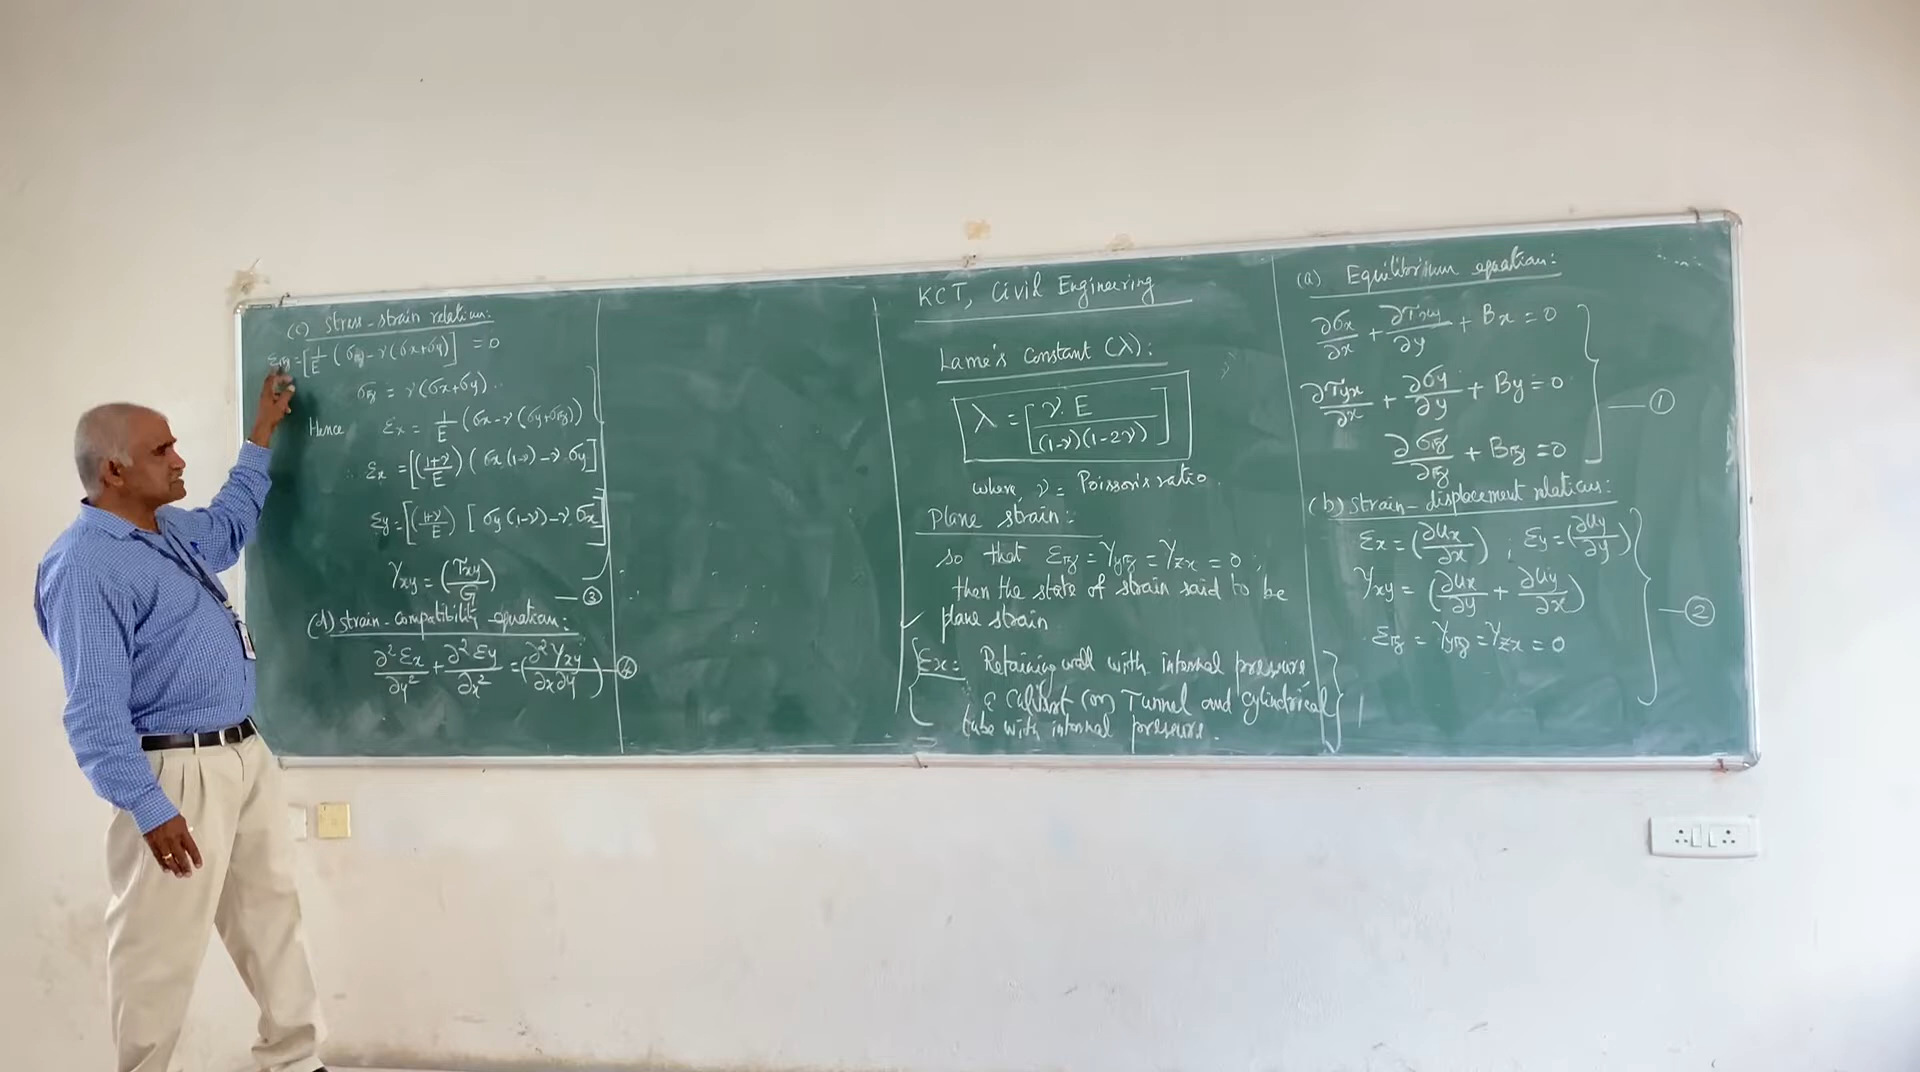 (c) Stress-strain relation:
εz = [1/E (σz - ν(σx+σy)] = 0
σz = ν(σx+σy)
Hence εx = 1/E (σx-ν(σy+σz))
∴ εx = [(1+ν/E) (σx(1-ν)-ν.σy]
εy = [(1+ν/E) [σy(1-ν)-ν.σx]
γxy = (τxy/G) — ③
(d) strain-compatibility equation:
∂²εx/∂y² + ∂²εy/∂x² = (∂²γxy/∂x∂y) — ④
KCT, Civil Engineering
Lame's Constant (λ):
λ = [ν.E/(1-ν)(1-2ν)]
where, ν = Poisson's ratio.
Plane strain:
so that εz = γyz = γzx = 0;
then the state of strain said to be
plane strain
Ex: Retaining wall with internal pressure
(or) Tunnel and cylindrical
tube with internal pressure.
(a) Equilibrium equation:
∂σx/∂x + ∂τxy/∂y + Bx = 0
∂τyx/∂x + ∂σy/∂y + By = 0 — ①
∂σz/∂z + Bz = 0
(b) strain-displacement relations:
εx = (∂ux/∂x) ; εy = (∂uy/∂y)
γxy = (∂ux/∂y + ∂uy/∂x) — ②
εz = γyz = γzx = 0